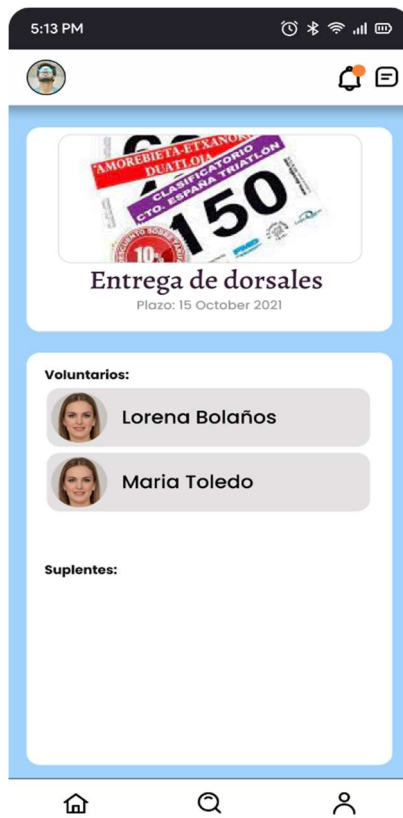 5:13 PM
AMOREBIETA-ETXANO
DUATLOIA
CLASIFICATORIO
CTO. ESPAÑA TRIATLÓN
150
10%
Entrega de dorsales
Plazo: 15 October 2021
Voluntarios:
Lorena Bolaños
Maria Toledo
Suplentes: